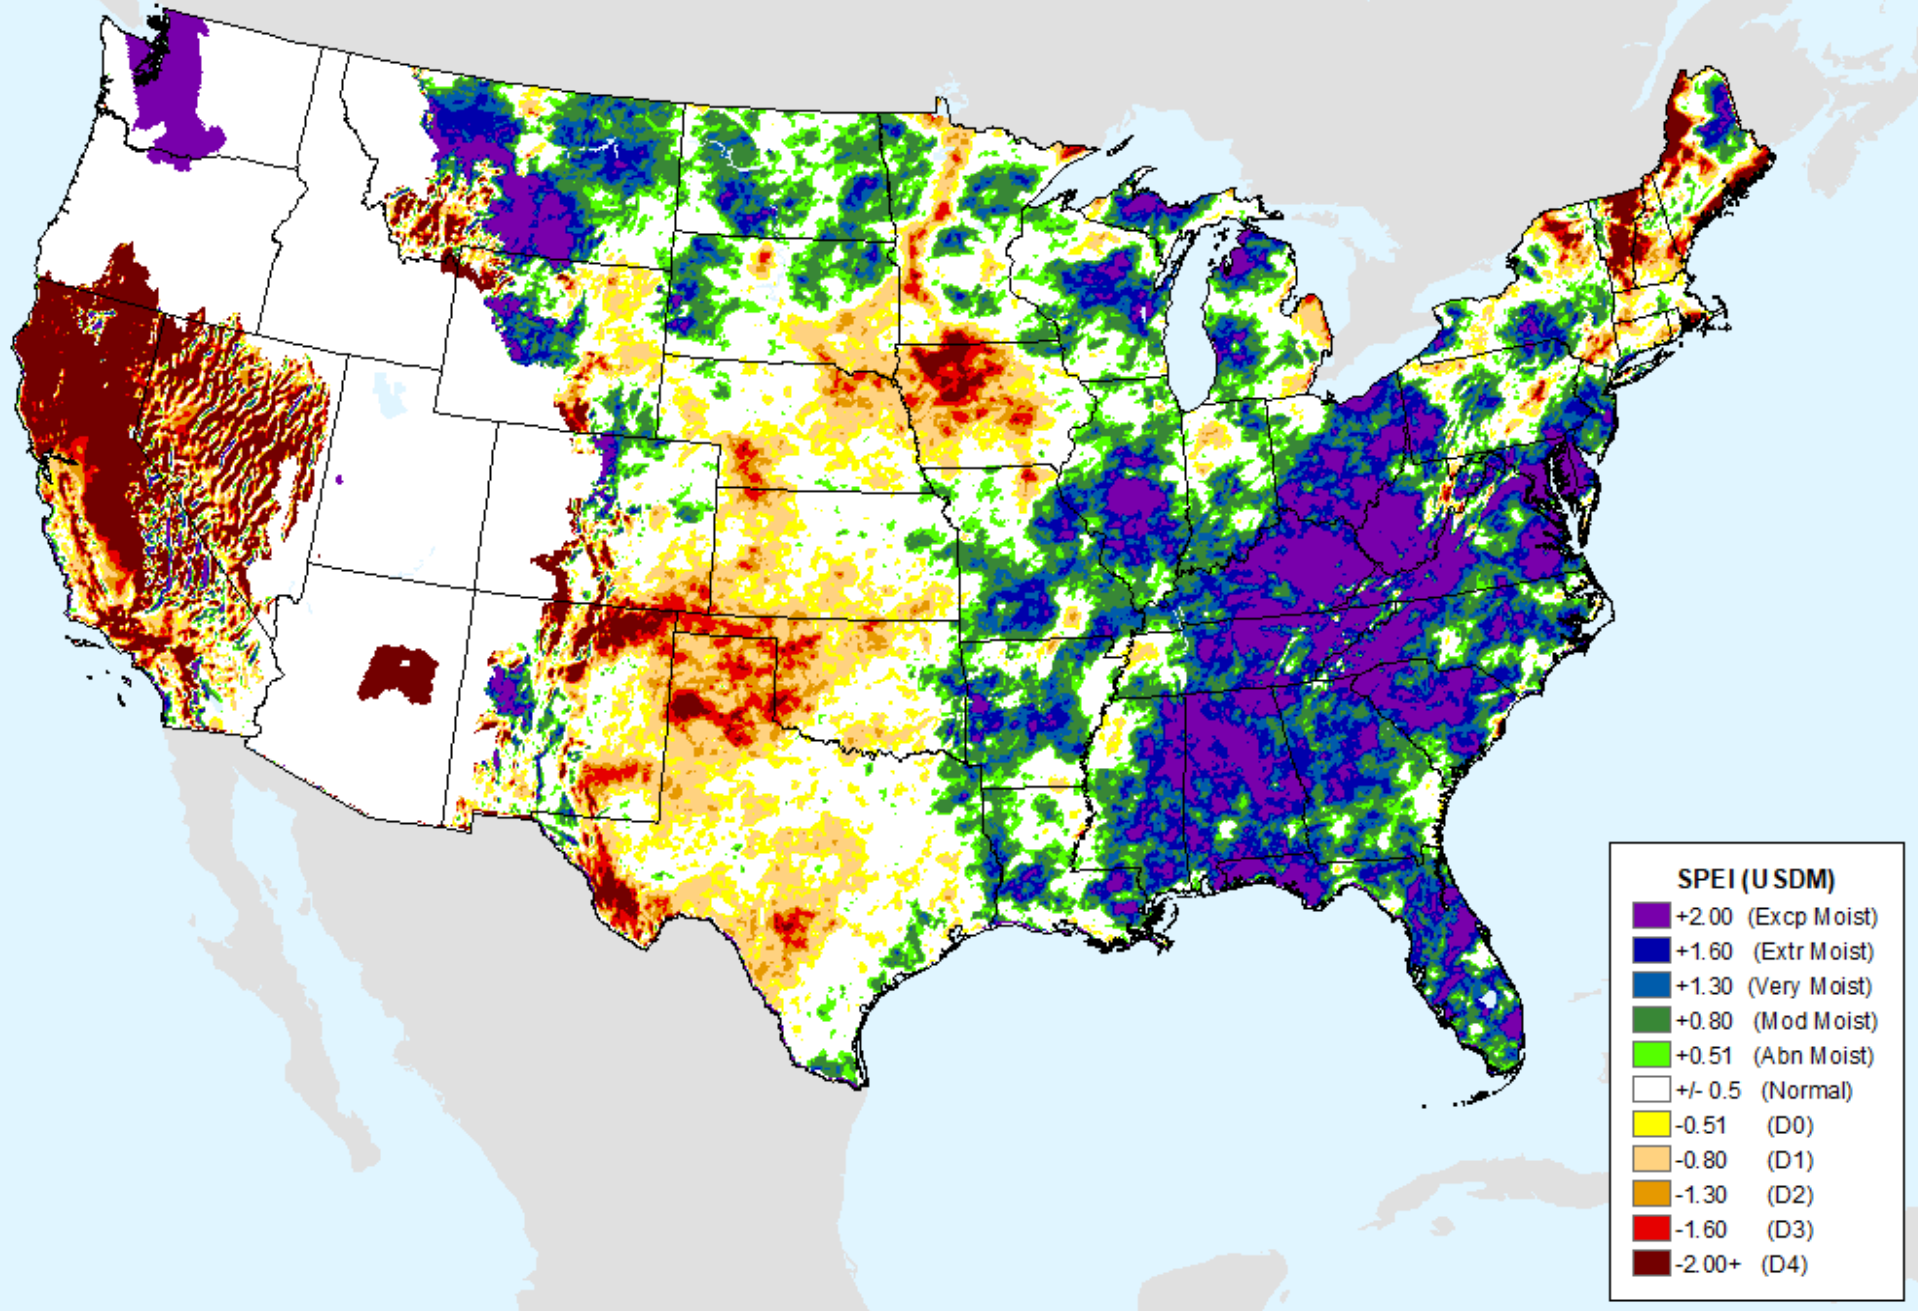 SPEI (USDM)
+2.00 (Excp Moist)
+1.60 (Extr Moist)
+1.30 (Very Moist)
+0.80 (Mod Moist)
+0.51 (Abn Moist)
+/- 0.5 (Normal)
-0.51 (D0)
-0.80 (D1)
-1.30 (D2)
-1.60 (D3)
-2.00+ (D4)